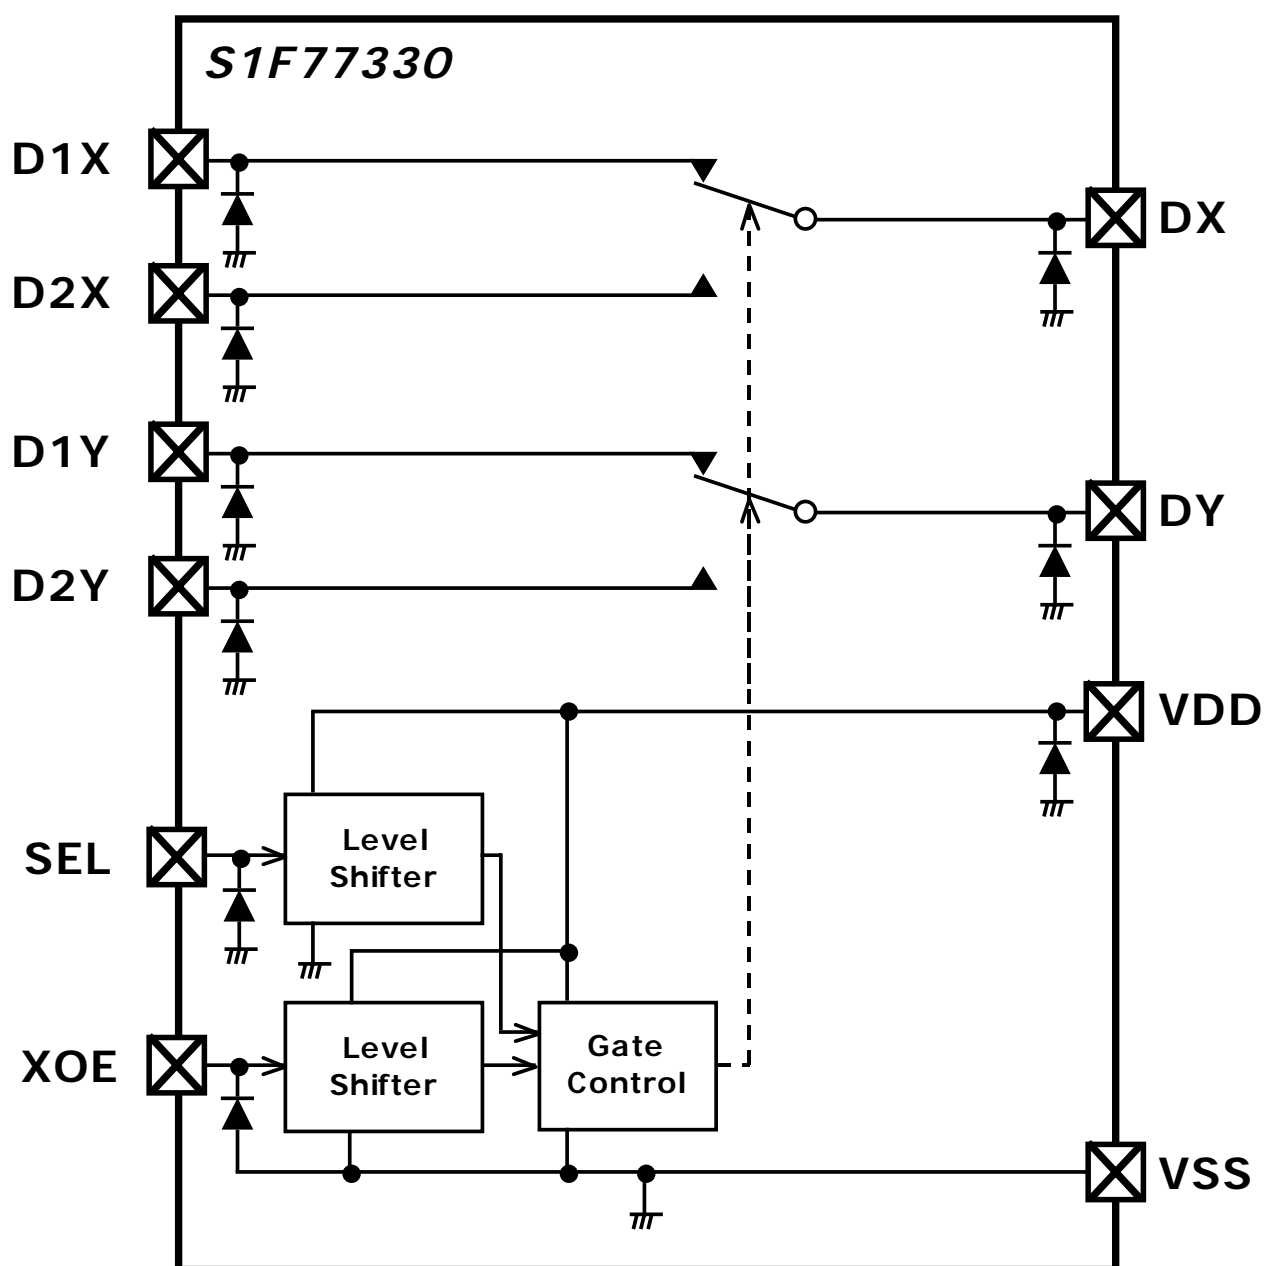 S1F77330
D1X
DX
D2X
D1Y
DY
D2Y
VDD
Level
Shifter
SEL
Level
Shifter
Gate
Control
XOE
VSS